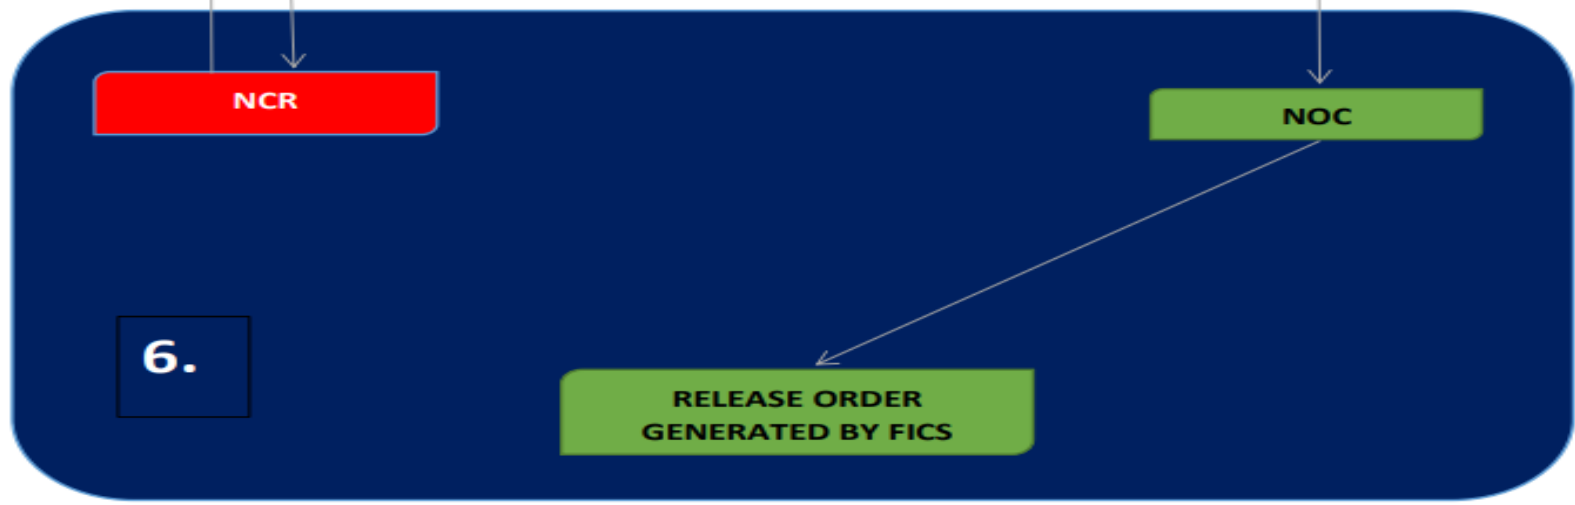 NCR
NOC
6.
RELEASE ORDER
GENERATED BY FICS